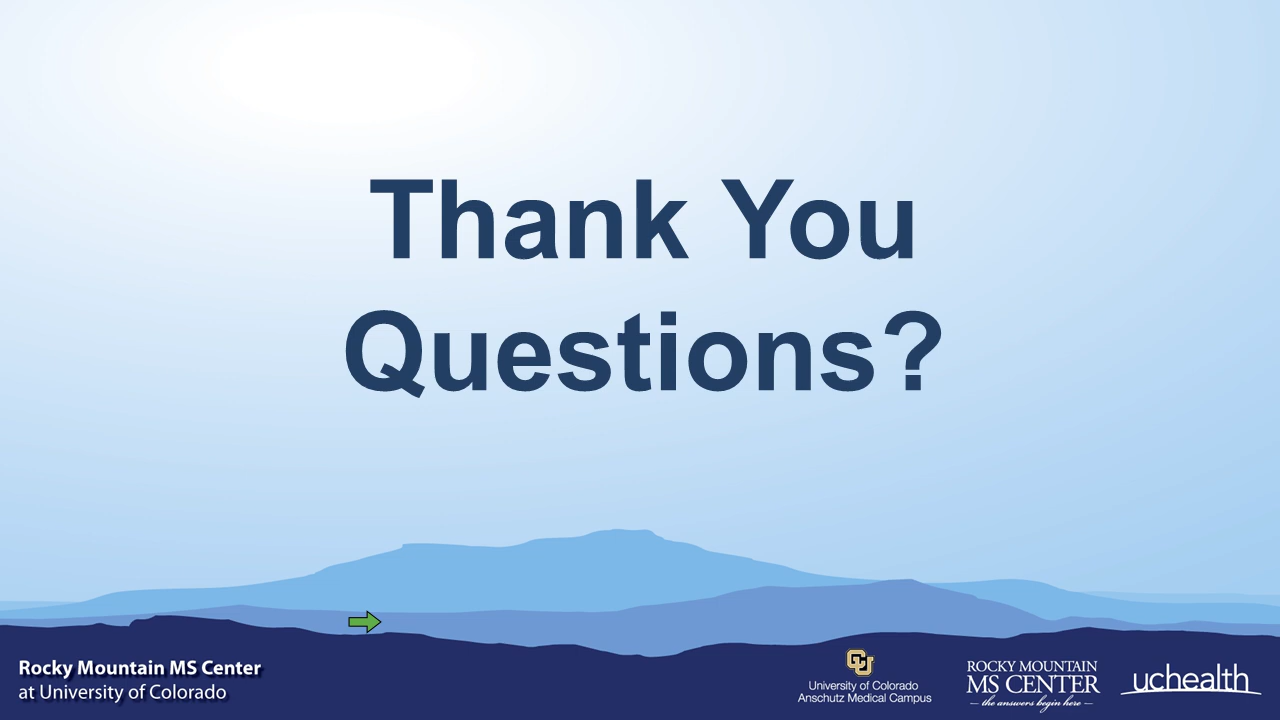 Thank You
Questions?
Rocky Mountain MS Center
at University of Colorado
CU
University of Colorado
Anschutz Medical Campus
ROCKY MOUNTAIN
MS CENTER
— the answers begin here —
uchealth